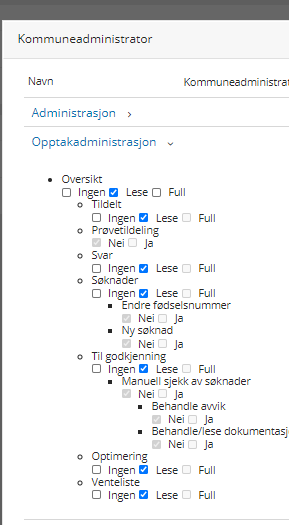 Kommuneadministrator
Navn Kommuneadministrat
Administrasjon
Opptakadministrasjon
Oversikt
Ingen Lese Full
Tildelt
Ingen Lese Full
Prøvetildeling
Nei Ja
Svar
Ingen Lese Full
Søknader
Ingen Lese Full
Endre fødselsnummer
Nei Ja
Ny søknad
Nei Ja
Til godkjenning
Ingen Lese Full
Manuell sjekk av søknader
Nei Ja
Behandle avvik
Nei Ja
Behandle/lese dokumentasj
Nei Ja
Optimering
Ingen Lese Full
Venteliste
Ingen Lese Full